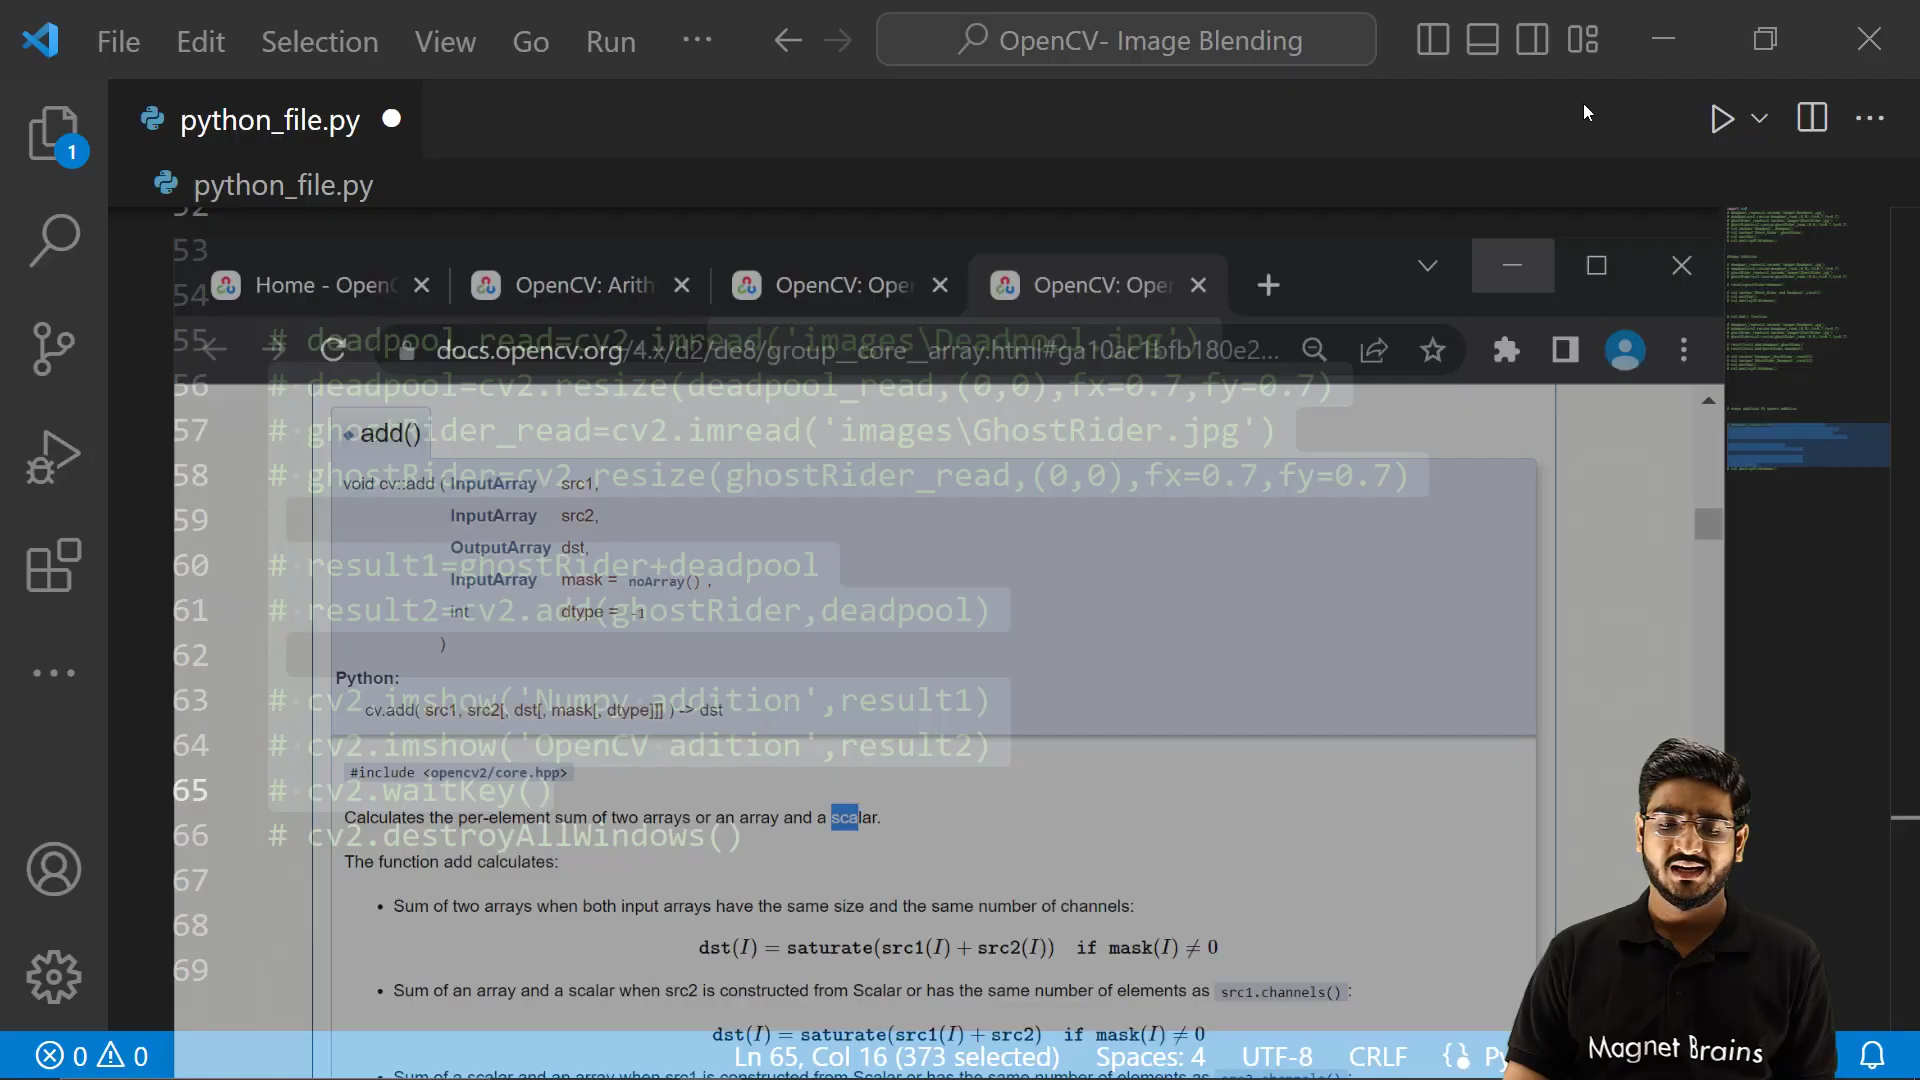 File Edit Selection View Go Run ··· OpenCV- Image Blending
python_file.py
1
python_file.py
52
53
Home - Open OpenCV: Arith OpenCV: Ope OpenCV: Ope
54
55 # deadpool_read=cv2.imread('images\Deadpool.jpg')
docs.opencv.org/4.x/d2/de8/group__core__array.html#ga10ac1bfb180e2...
56 # deadpool=cv2.resize(deadpool_read,(0,0),fx=0.7,fy=0.7)
57 # ghostRider_read=cv2.imread('images\GhostRider.jpg')
add()
58 # ghostRider=cv2.resize(ghostRider_read,(0,0),fx=0.7,fy=0.7)
void cv::add ( InputArray src1,
59
InputArray src2,
OutputArray dst,
60 # result1=ghostRider+deadpool
InputArray mask = noArray() ,
61 # result2=cv2.add(ghostRider,deadpool)
int dtype = -1
)
62
Python:
63 # cv2.imshow('Numpy addition',result1)
cv.add( src1, src2[, dst[, mask[, dtype]]] ) -> dst
64 # cv2.imshow('OpenCV adition',result2)
#include <opencv2/core.hpp>
65 # cv2.waitKey()
Calculates the per-element sum of two arrays or an array and a scalar.
66 # cv2.destroyAllWindows()
The function add calculates:
67
• Sum of two arrays when both input arrays have the same size and the same number of channels:
68
dst(I) = saturate(src1(I) + src2(I)) if mask(I) ≠ 0
69
• Sum of an array and a scalar when src2 is constructed from Scalar or has the same number of elements as src1.channels():
dst(I) = saturate(src1(I) + src2) if mask(I) ≠ 0
0 0 Ln 65, Col 16 (373 selected) Spaces: 4 UTF-8 CRLF Py
Magnet Brains